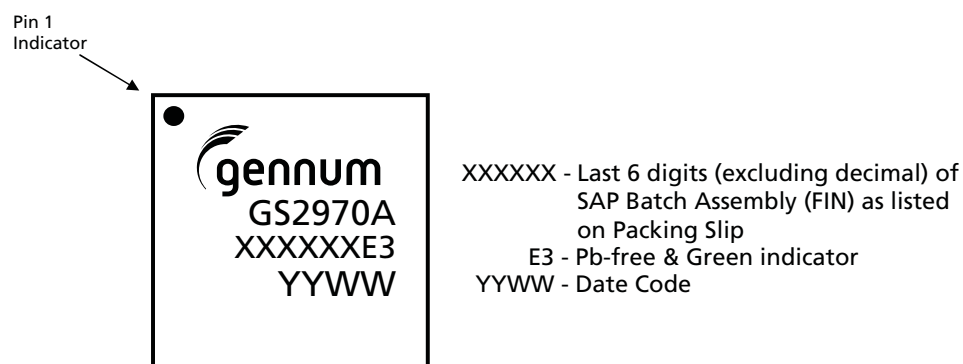 Pin 1
Indicator
gennum
GS2970A
XXXXXXE3
YYWW
XXXXXX - Last 6 digits (excluding decimal) of
SAP Batch Assembly (FIN) as listed
on Packing Slip
E3 - Pb-free & Green indicator
YYWW - Date Code